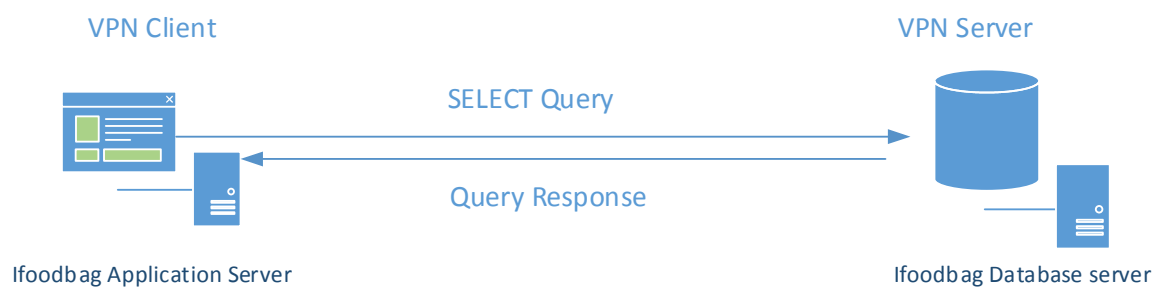 VPN Client
VPN Server
SELECT Query
Query Response
Ifoodbag Application Server
Ifoodbag Database server